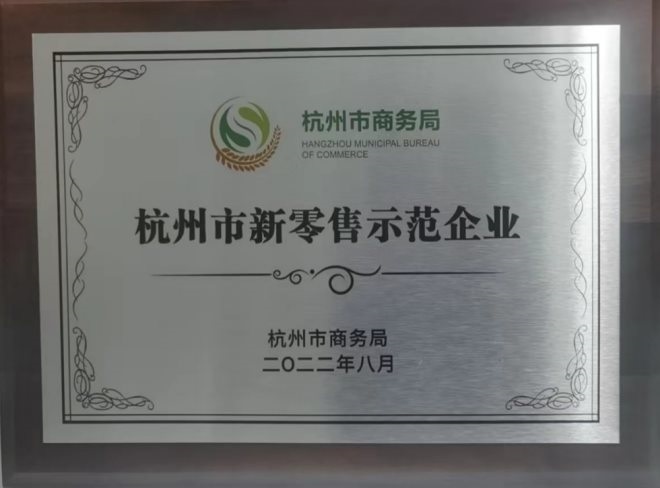 杭州市商务局
HANGZHOU MUNICIPAL BUREAU
OF COMMERCE
杭州市新零售示范企业
杭州市商务局
二〇二二年八月